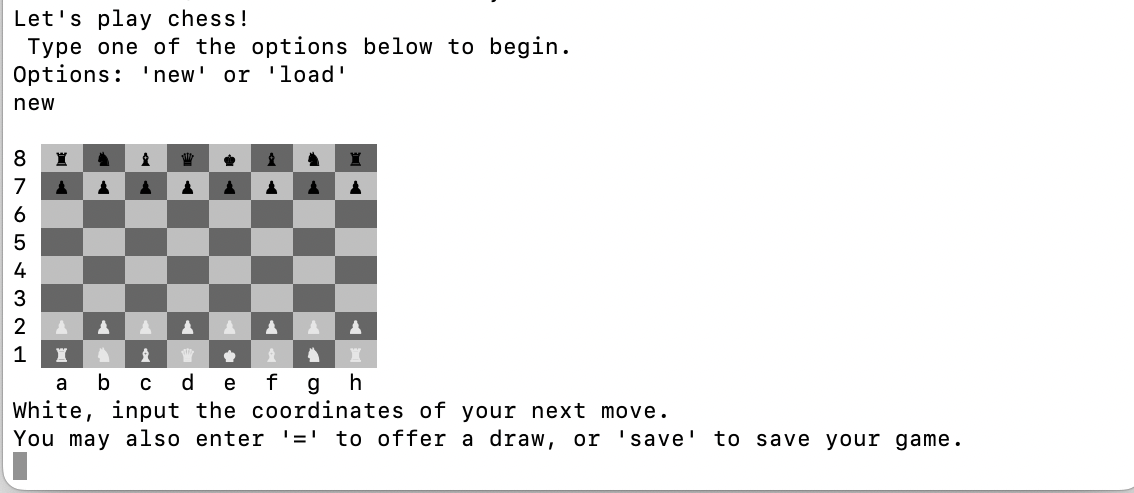 Let's play chess!
Type one of the options below to begin.
Options: 'new' or 'load'
new
8
7
6
5
4
3
2
1
a b c d e f g h
White, input the coordinates of your next move.
You may also enter '=' to offer a draw, or 'save' to save your game.